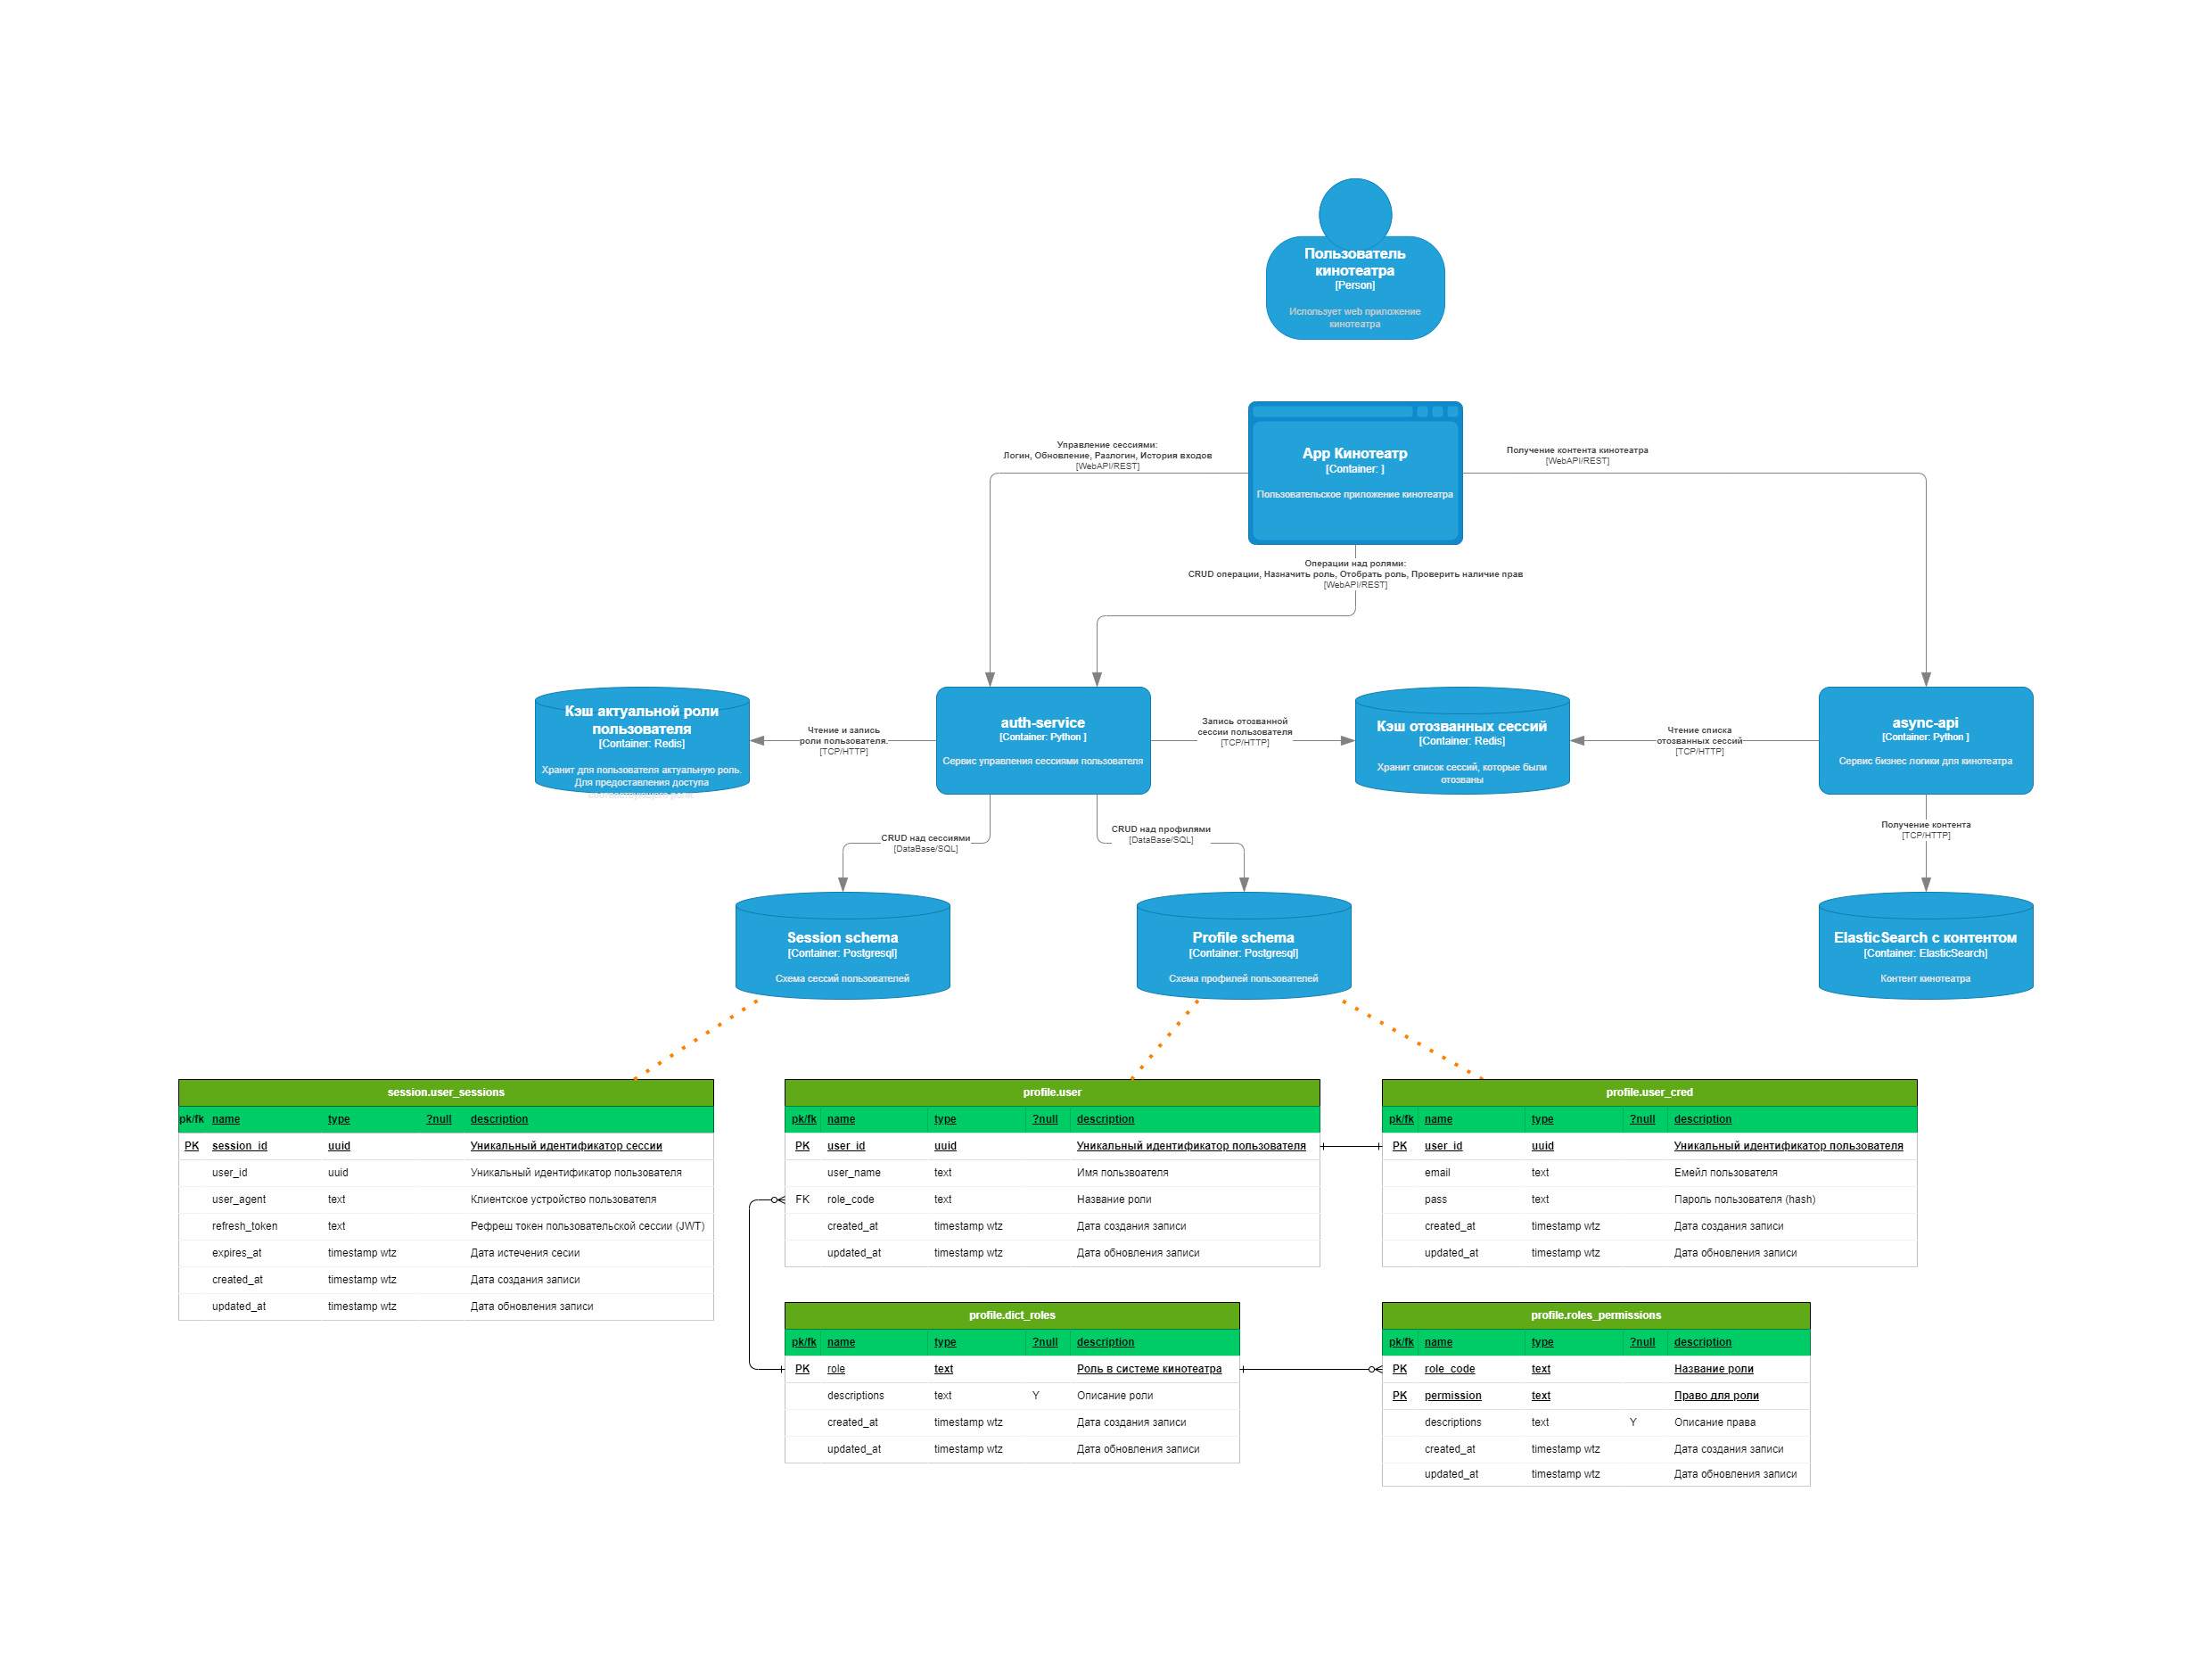 Пользователь
кинотеатра
[Person]
Использует web приложение
кинотеатра
App Кинотеатр
[Container: ]
Пользовательское приложение кинотеатра
Управление сессиями:
Логин, Обновление, Разлогин, История входов
[WebAPI/REST]
Получение контента кинотеатра
[WebAPI/REST]
Операции над ролями:
CRUD операции, Назначить роль, Отобрать роль, Проверить наличие прав
[WebAPI/REST]
Кэш актуальной роли
пользователя
[Container: Redis]
Хранит для пользователя актуальную роль.
Для предоставления доступа
Чтение и запись
роли пользователя.
[TCP/HTTP]
auth-service
[Container: Python ]
Сервис управления сессиями пользователя
Запись отозванной
сессии пользователя
[TCP/HTTP]
Кэш отозванных сессий
[Container: Redis]
Хранит список сессий, которые были
отозваны
Чтение списка
отозванных сессий
[TCP/HTTP]
async-api
[Container: Python ]
Сервис бизнес логики для кинотеатра
CRUD над сессиями
[DataBase/SQL]
CRUD над профилями
[DataBase/SQL]
Получение контента
[TCP/HTTP]
Session schema
[Container: Postgresql]
Схема сессий пользователей
Profile schema
[Container: Postgresql]
Схема профилей пользователей
ElasticSearch с контентом
[Container: ElasticSearch]
Контент кинотеатра
session.user_sessions
pk/fk name type ?null description
PK session_id uuid Уникальный идентификатор сессии
user_id uuid Уникальный идентификатор пользователя
user_agent text Клиентское устройство пользователя
refresh_token text Рефреш токен пользовательской сессии (JWT)
expires_at timestamp wtz Дата истечения сесии
created_at timestamp wtz Дата создания записи
updated_at timestamp wtz Дата обновления записи
profile.user
pk/fk name type ?null description
PK user_id uuid Уникальный идентификатор пользователя
user_name text Имя пользвоателя
FK role_code text Название роли
created_at timestamp wtz Дата создания записи
updated_at timestamp wtz Дата обновления записи
profile.user_cred
pk/fk name type ?null description
PK user_id uuid Уникальный идентификатор пользователя
email text Емейл пользователя
pass text Пароль пользователя (hash)
created_at timestamp wtz Дата создания записи
updated_at timestamp wtz Дата обновления записи
profile.dict_roles
pk/fk name type ?null description
PK role text Роль в системе кинотеатра
descriptions text Y Описание роли
created_at timestamp wtz Дата создания записи
updated_at timestamp wtz Дата обновления записи
profile.roles_permissions
pk/fk name type ?null description
PK role_code text Название роли
PK permission text Право для роли
descriptions text Y Описание права
created_at timestamp wtz Дата создания записи
updated_at timestamp wtz Дата обновления записи